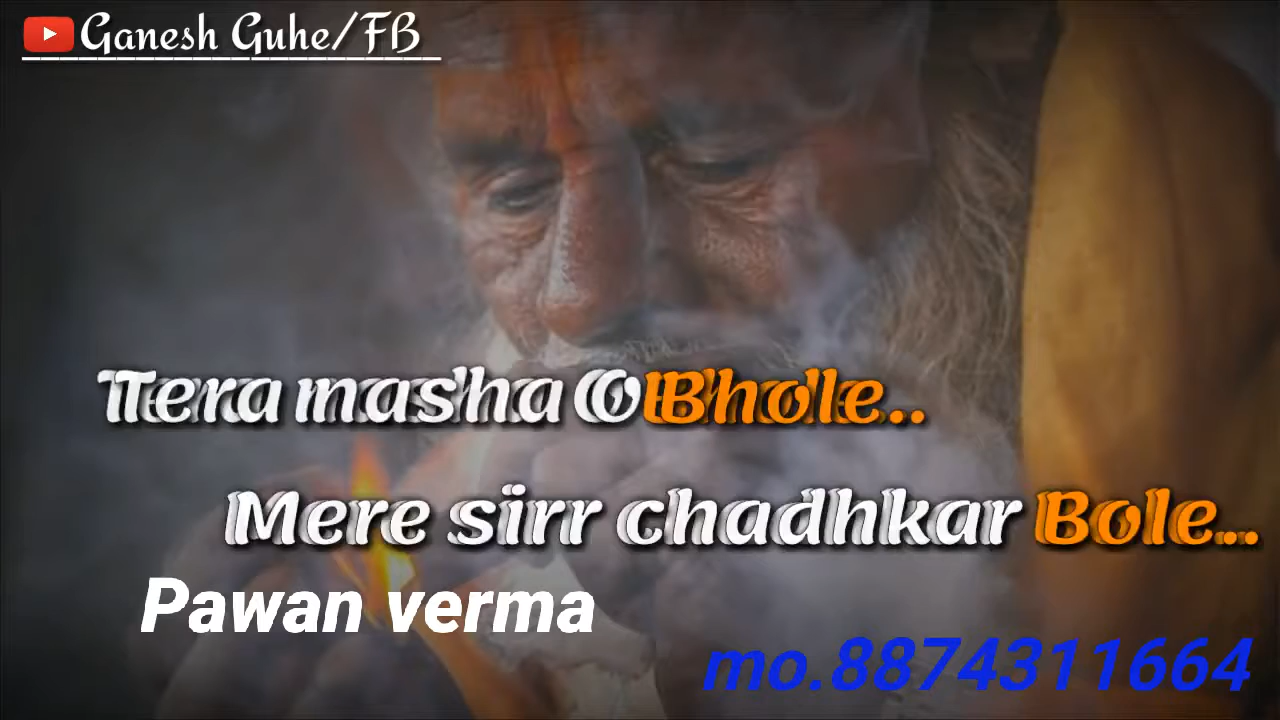 Ganesh Guhe/FB
Tera nasha O Bhole..
Mere sirr chadhkar Bole...
Pawan verma
mo.8874311664